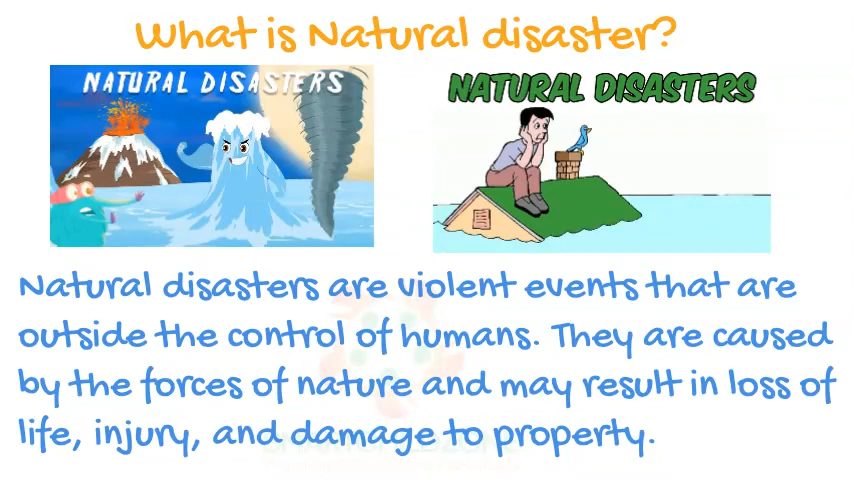 What is Natural disaster?
NATURAL DISASTERS
NATURAL DISASTERS
Natural disasters are violent events that are
outside the control of humans. They are caused
by the forces of nature and may result in loss of
life, injury, and damage to property.